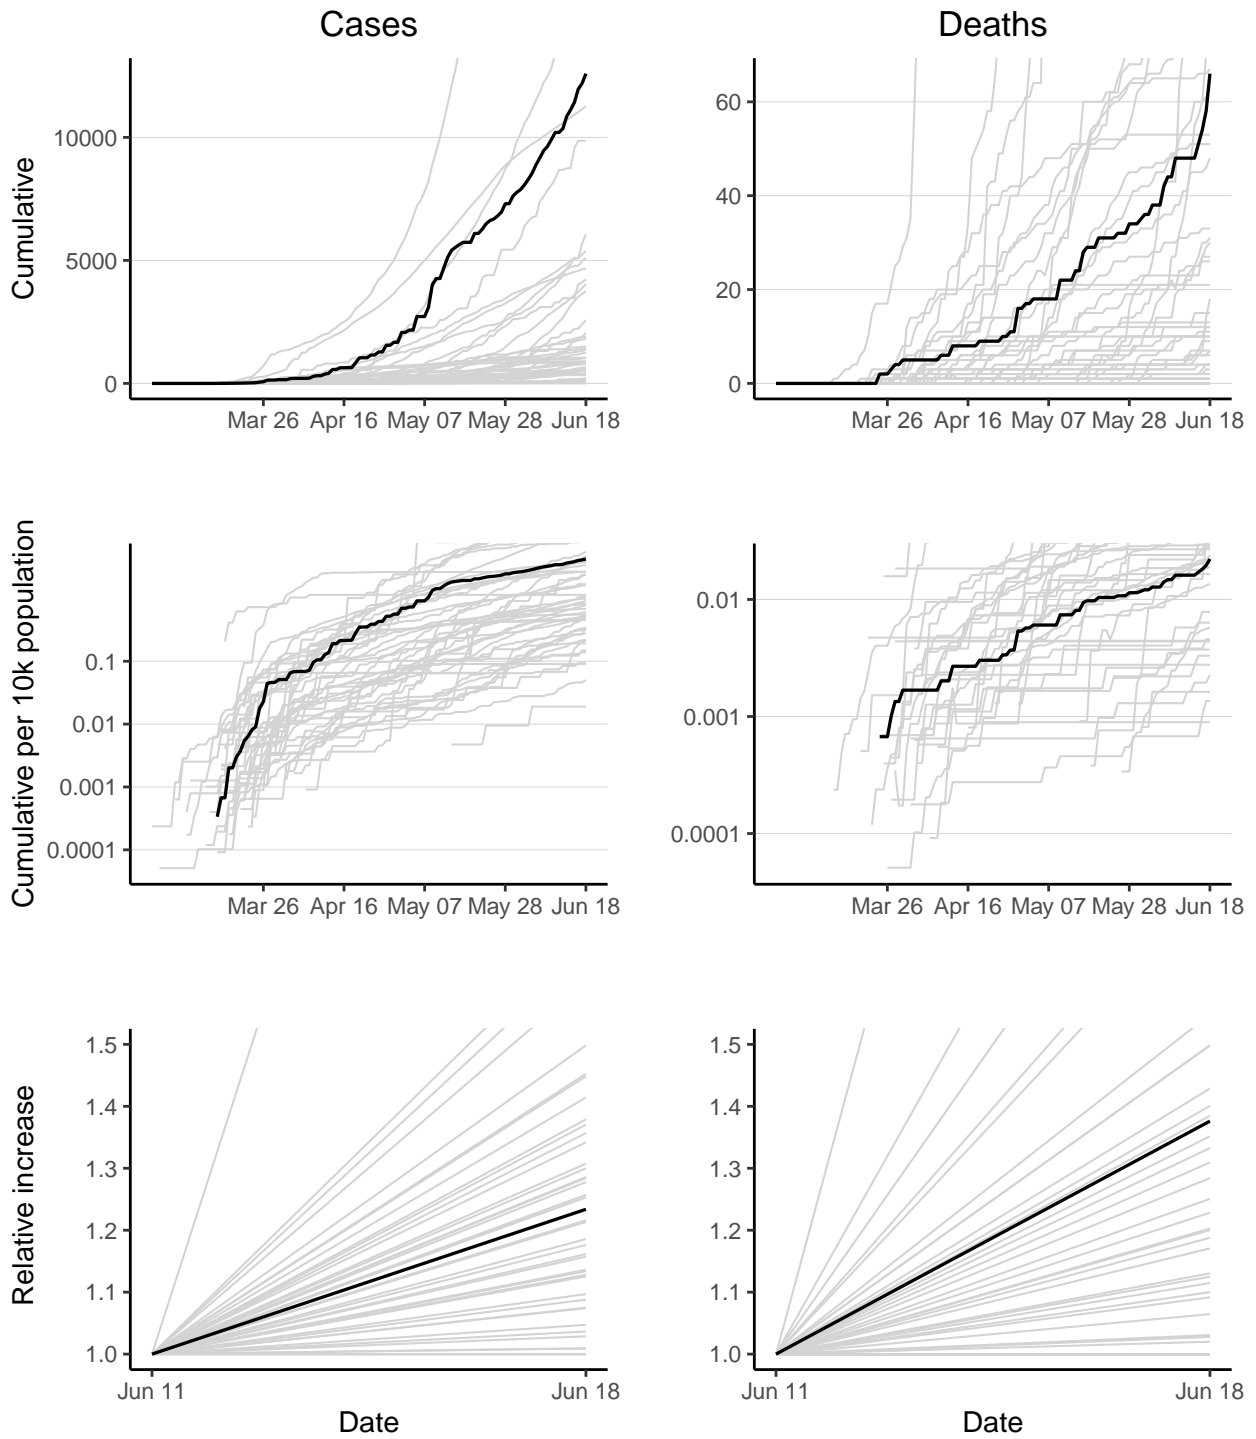 Cases
Deaths
Cumulative
10000
5000
0
Mar 26 Apr 16 May 07 May 28 Jun 18
60
40
20
0
Mar 26 Apr 16 May 07 May 28 Jun 18
Cumulative per 10k population
0.1
0.01
0.001
0.0001
Mar 26 Apr 16 May 07 May 28 Jun 18
0.01
0.001
0.0001
Mar 26 Apr 16 May 07 May 28 Jun 18
Relative increase
1.5
1.4
1.3
1.2
1.1
1.0
Jun 11 Jun 18
Date
1.5
1.4
1.3
1.2
1.1
1.0
Jun 11 Jun 18
Date